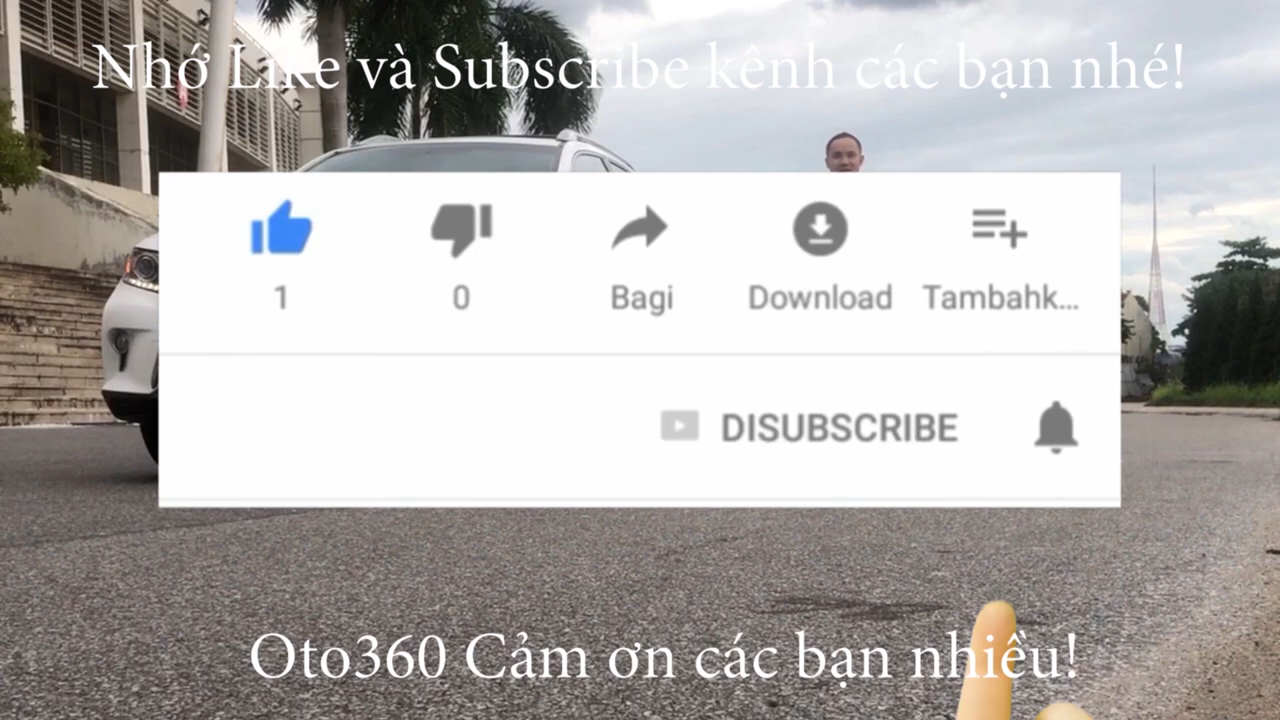 Nhớ Like và Subscribe kênh các bạn nhé!
1 0 Bagi Download Tambahk...
DISUBSCRIBE
Oto360 Cảm ơn các bạn nhiều!